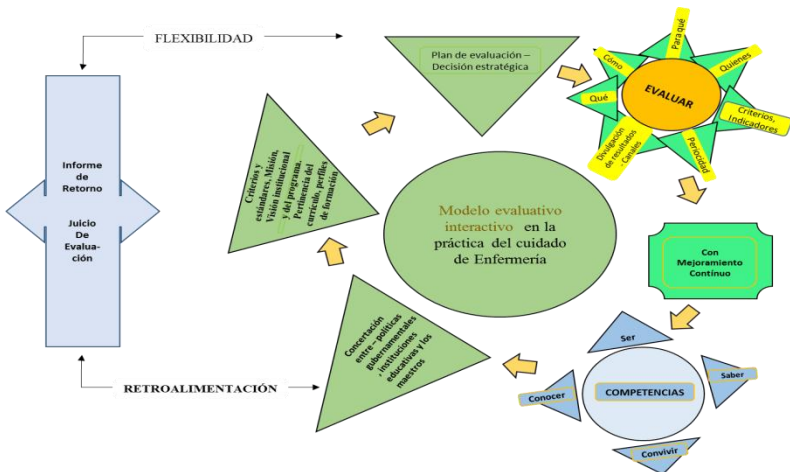 FLEXIBILIDAD
Informe
de
Retorno
Juicio
De
Evalua-
ción
RETROALIMENTACIÓN
Plan de evaluación –
Decisión estratégica
Criterios y
estándares. Misión,
Visión institucional
y del programa.
Pertinencia del
currículo, perfiles
de formación
Concertación
entre – políticas
gubernamentales
instituciones
educativas y los
maestros
Modelo evaluativo
interactivo en la
práctica del cuidado
de Enfermería
EVALUAR
Qué
Cómo
Para qué
Quienes
Criterios,
Indicadores
Periocidad
Divulgación
de resultados
- Canales
Con
Mejoramiento
Contínuo
COMPETENCIAS
Ser
Saber
Convivir
Conocer